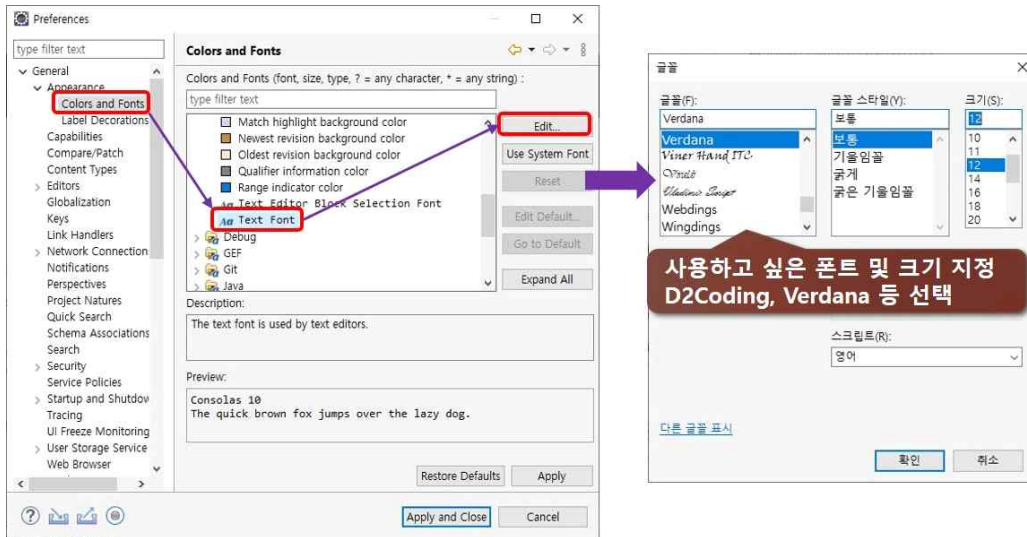 Preferences
type filter text
General
Appearance
Colors and Fonts
Label Decorations
Capabilities
Compare/Patch
Content Types
Editors
Globalization
Keys
Link Handlers
Network Connection
Notifications
Perspectives
Project Natures
Quick Search
Schema Associations
Search
Security
Service Policies
Startup and Shutdov
Tracing
UI Freeze Monitoring
User Storage Service
Web Browser
Colors and Fonts
Colors and Fonts (font, size, type, ? = any character, * = any string) :
type filter text
Match highlight background color
Newest revision background color
Oldest revision background color
Qualifier information color
Range indicator color
Aa Text Editor Block Selection Font
Aa Text Font
Debug
GEF
Git
Java
Edit...
Use System Font
Reset
Edit Default...
Go to Default
Expand All
Description:
The text font is used by text editors.
Preview:
Consolas 10
The quick brown fox jumps over the lazy dog.
Restore Defaults
Apply
Apply and Close
Cancel
글꼴
글꼴(F):
Verdana
Verdana
Viner Hand ITC
Vivaldi
Vladimir Script
Webdings
Wingdings
글꼴 스타일(Y):
보통
보통
기울임꼴
굵게
굵은 기울임꼴
크기(S):
12
10
11
12
14
16
18
20
사용하고 싶은 폰트 및 크기 지정
D2Coding, Verdana 등 선택
스크립트(R):
영어
다른 글꼴 표시
확인
취소